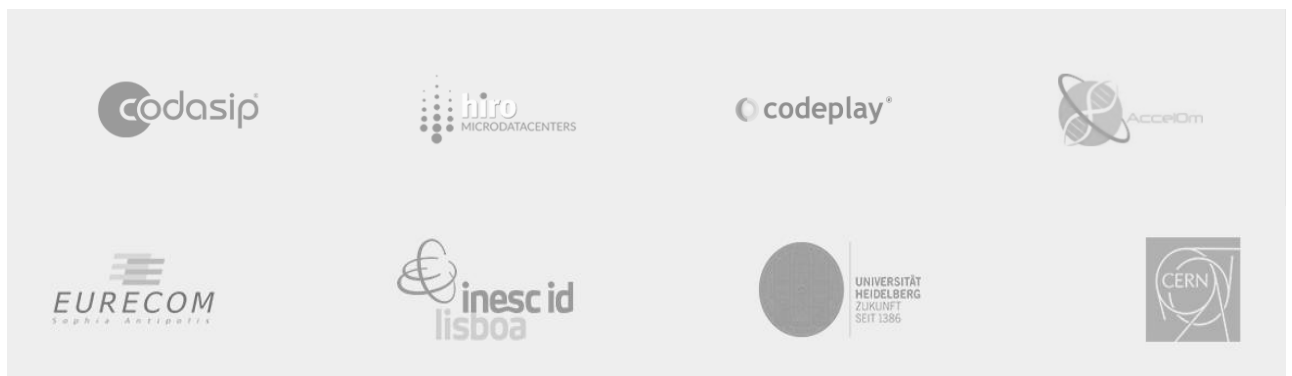 codasip®
hiro
MICRODATACENTERS
codeplay®
AccelOm
EURECOM
Sophia Antipolis
inesc id
lisboa
UNIVERSITÄT
HEIDELBERG
ZUKUNFT
SEIT 1386
CERN